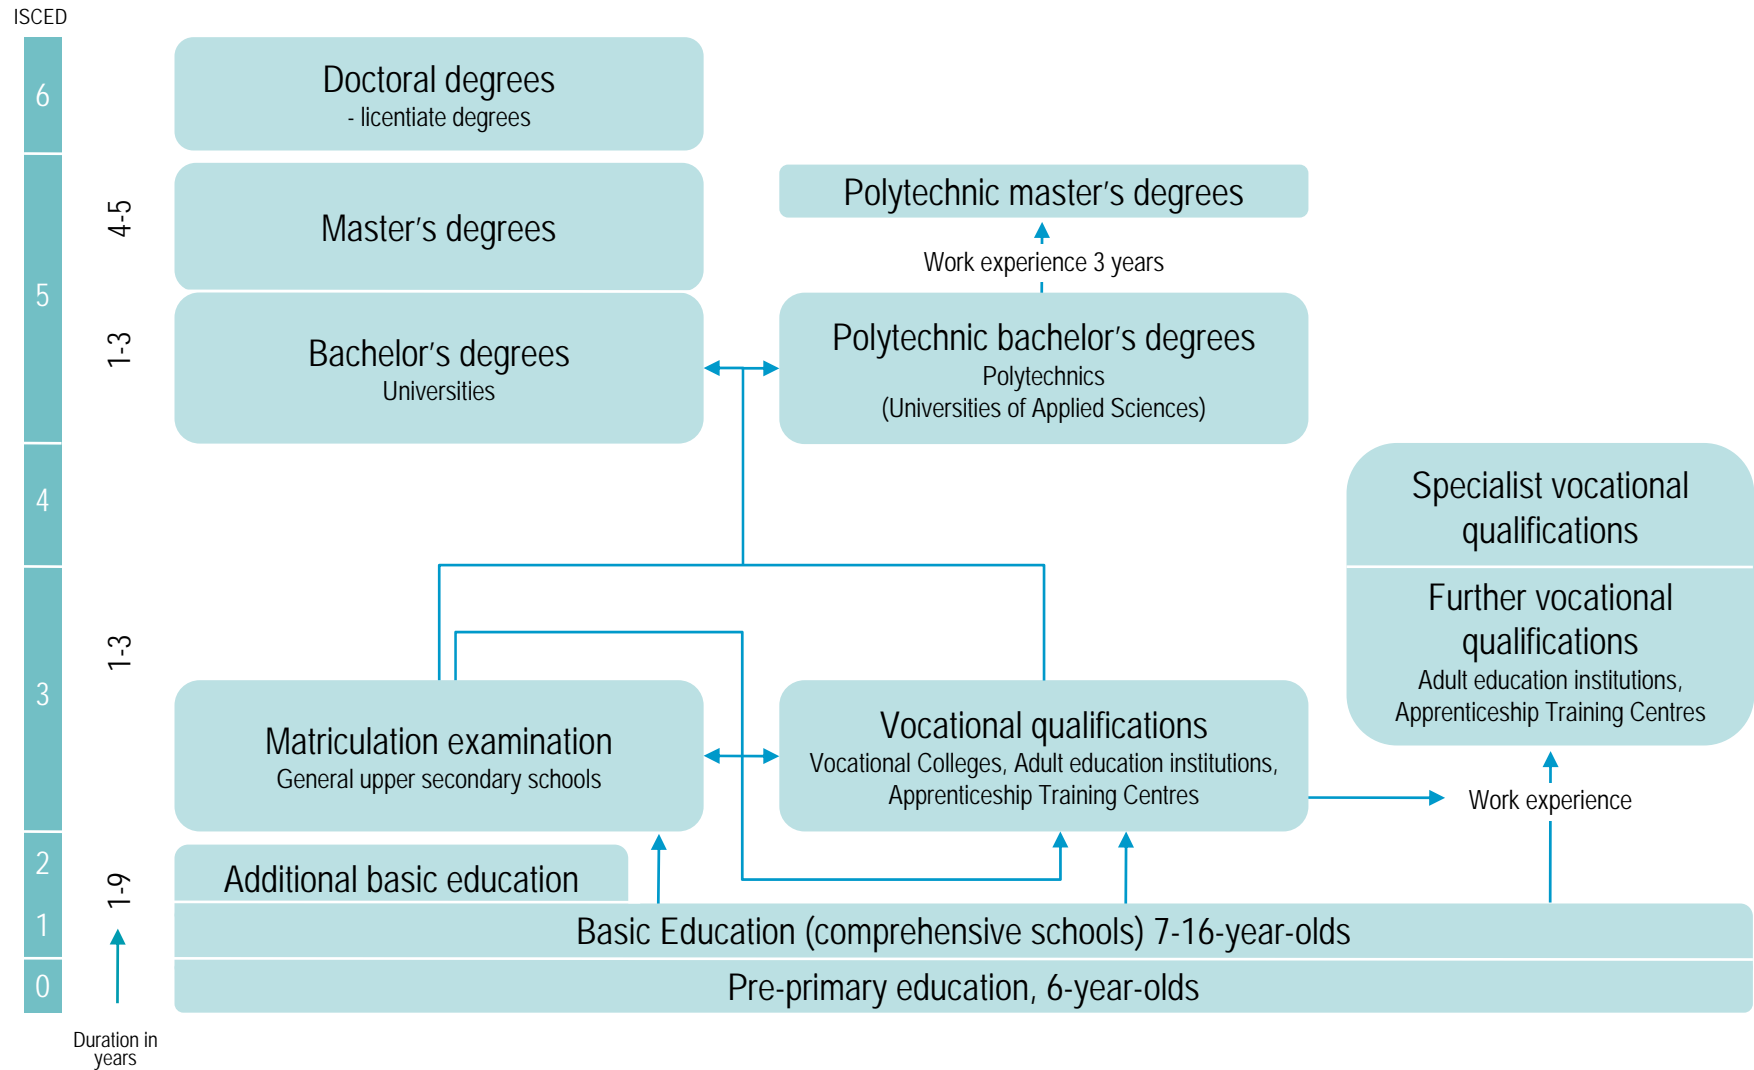 ISCED
6
Doctoral degrees
- licentiate degrees
5
4-5
Master's degrees
Polytechnic master's degrees
Work experience 3 years
1-3
Bachelor's degrees
Universities
Polytechnic bachelor's degrees
Polytechnics
(Universities of Applied Sciences)
4
Specialist vocational
qualifications
Further vocational
qualifications
Adult education institutions,
Apprenticeship Training Centres
3
1-3
Matriculation examination
General upper secondary schools
Vocational qualifications
Vocational Colleges, Adult education institutions,
Apprenticeship Training Centres
Work experience
2
1-9
Additional basic education
1
Basic Education (comprehensive schools) 7-16-year-olds
0
Pre-primary education, 6-year-olds
Duration in
years